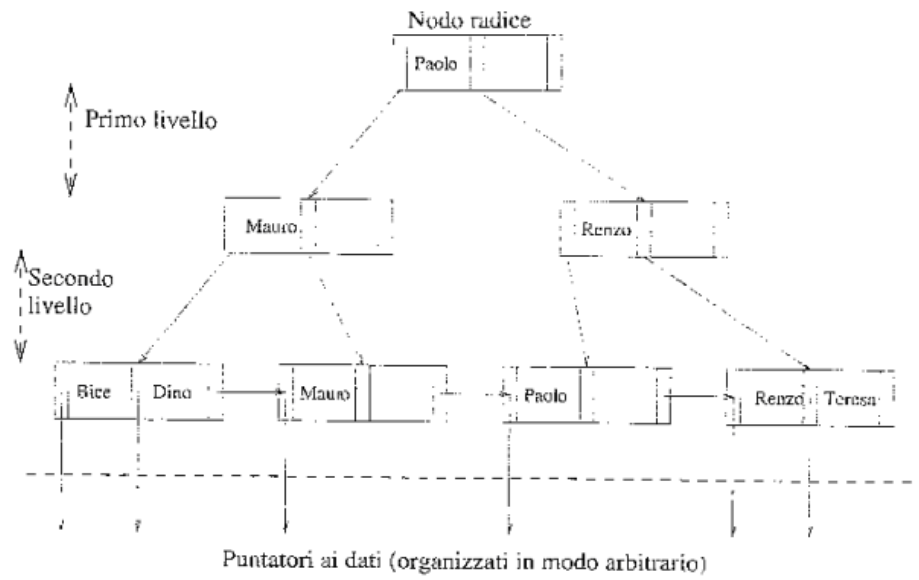 Nodo radice
Paolo
Primo livello
Mauro
Renzo
Secondo
livello
Bice Dino Mauro Paolo Renzo Teresa
Puntatori ai dati (organizzati in modo arbitrario)